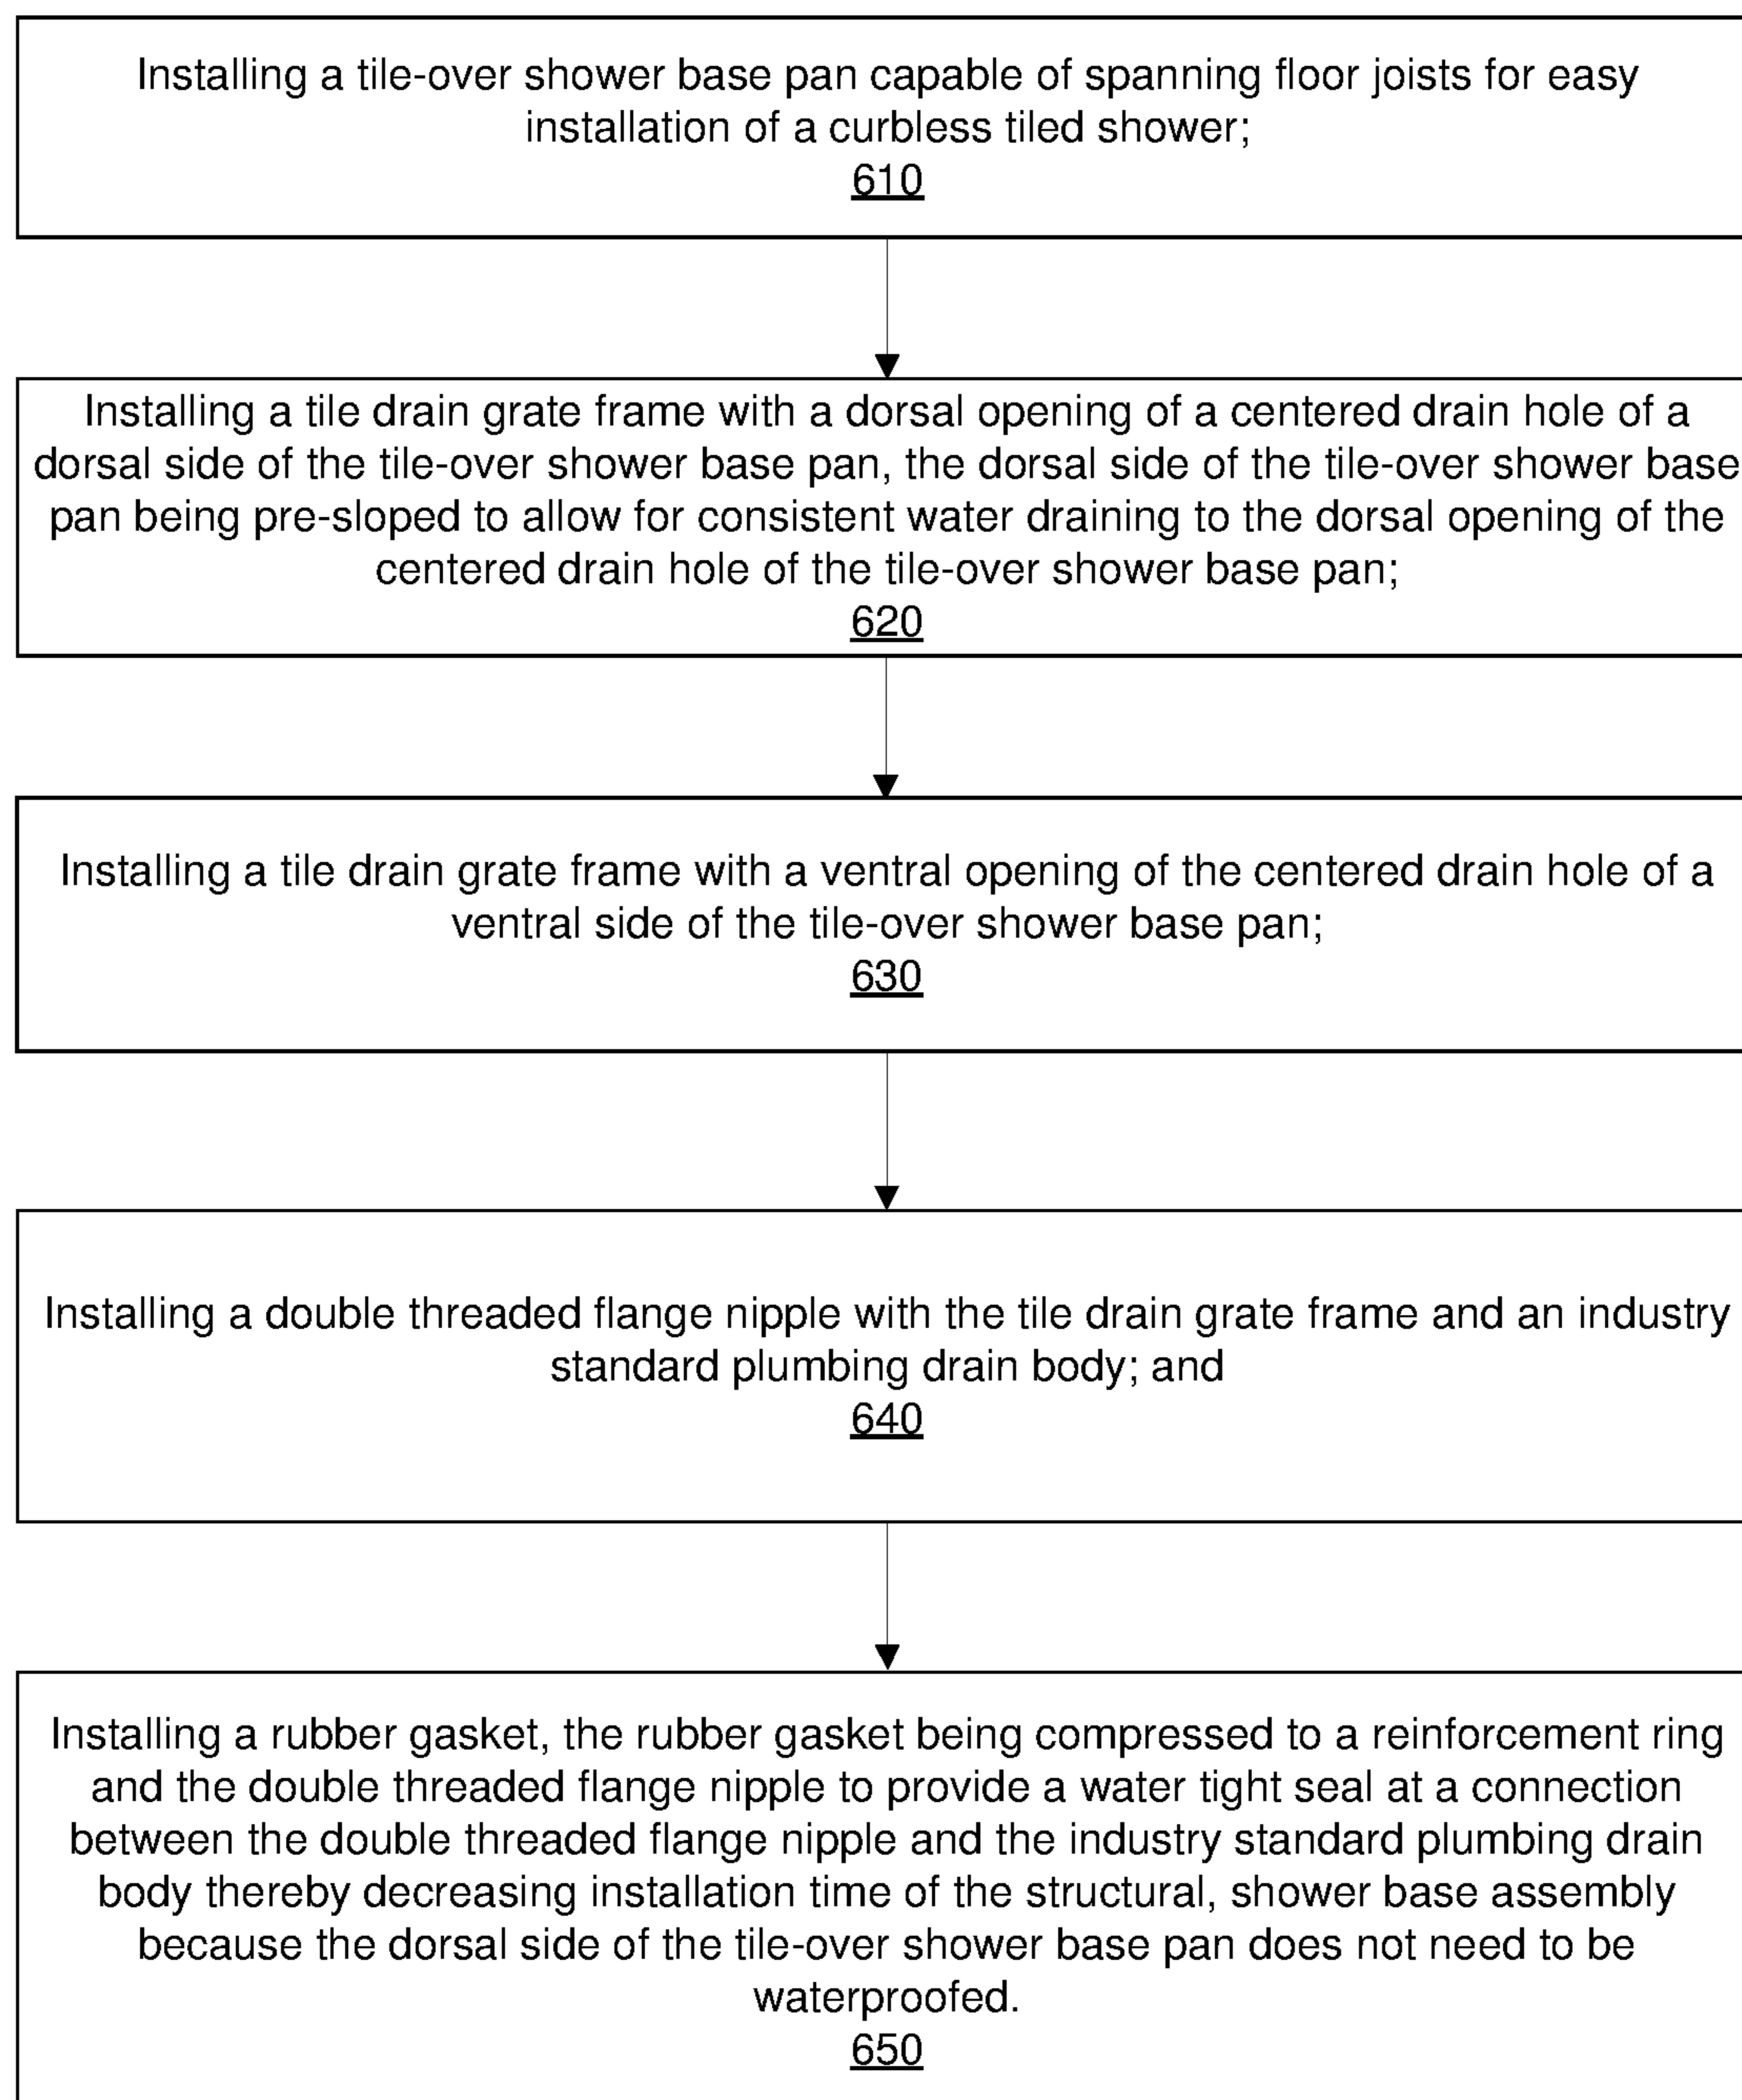 Installing a tile-over shower base pan capable of spanning floor joists for easy
installation of a curbless tiled shower;
610
Installing a tile drain grate frame with a dorsal opening of a centered drain hole of a
dorsal side of the tile-over shower base pan, the dorsal side of the tile-over shower base
pan being pre-sloped to allow for consistent water draining to the dorsal opening of the
centered drain hole of the tile-over shower base pan;
620
Installing a tile drain grate frame with a ventral opening of the centered drain hole of a
ventral side of the tile-over shower base pan;
630
Installing a double threaded flange nipple with the tile drain grate frame and an industry
standard plumbing drain body; and
640
Installing a rubber gasket, the rubber gasket being compressed to a reinforcement ring
and the double threaded flange nipple to provide a water tight seal at a connection
between the double threaded flange nipple and the industry standard plumbing drain
body thereby decreasing installation time of the structural, shower base assembly
because the dorsal side of the tile-over shower base pan does not need to be
waterproofed.
650